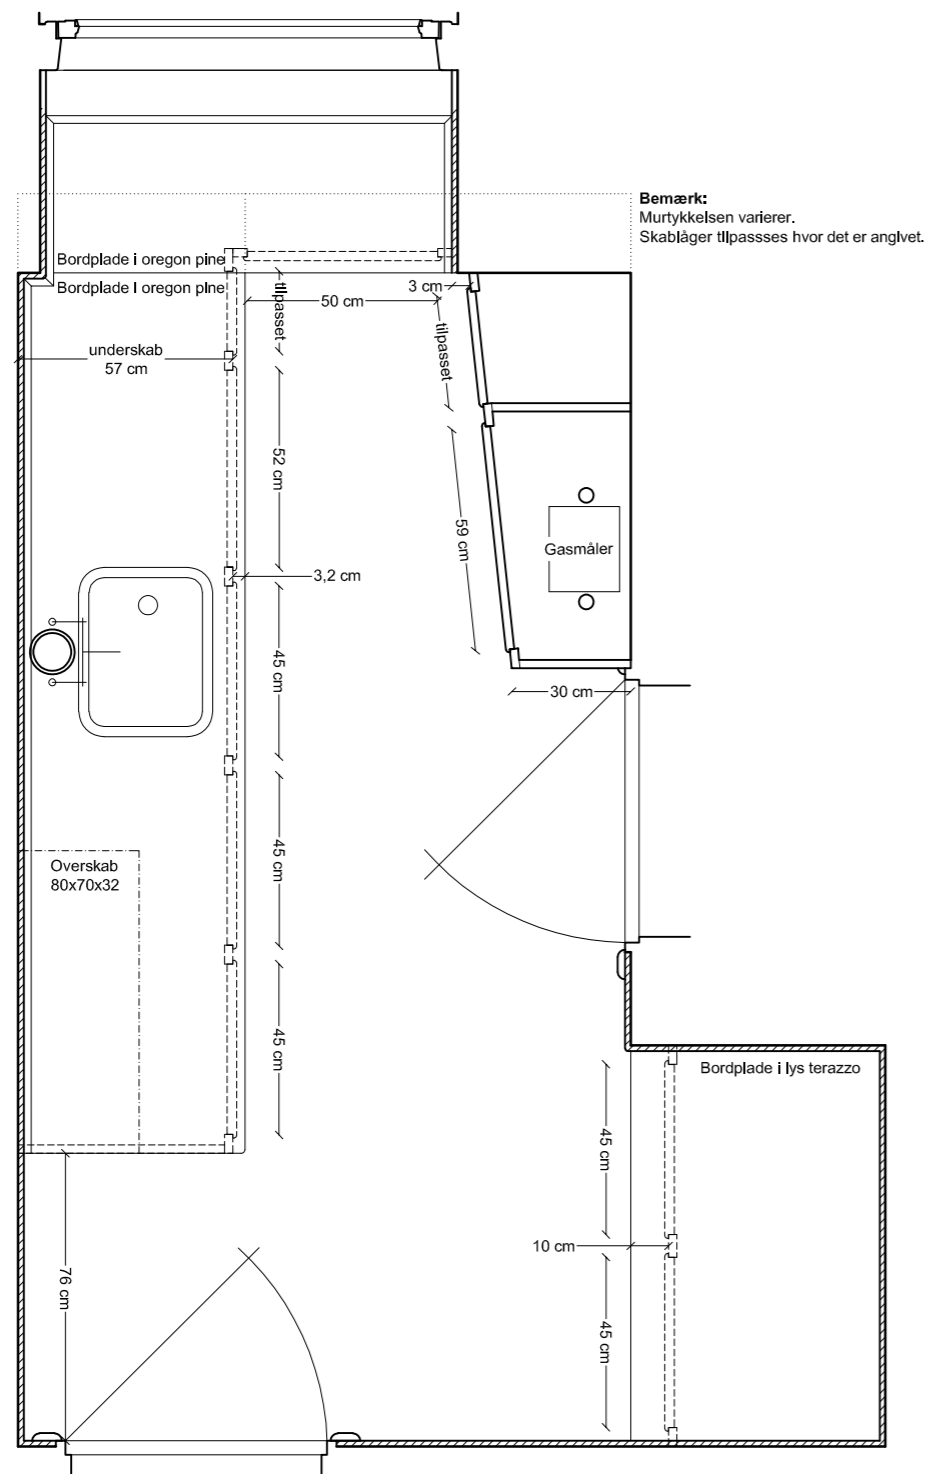 Bemærk:
Murtykkelsen varierer.
Skablåger tilpassses hvor det er angivet.
Bordplade i oregon pine
Bordplade i oregon pine
3 cm
50 cm
tilpasset
tilpasset
underskab
57 cm
52 cm
59 cm
Gasmåler
3,2 cm
45 cm
30 cm
45 cm
Overskab
80x70x32
45 cm
Bordplade i lys terazzo
45 cm
10 cm
76 cm
45 cm